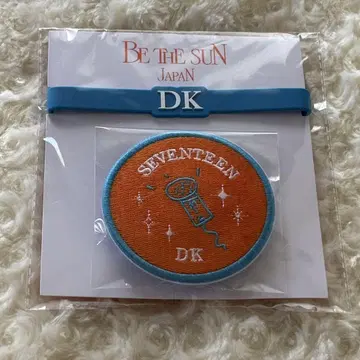 BE THE SUN
JAPAN
DK
SEVENTEEN
DK